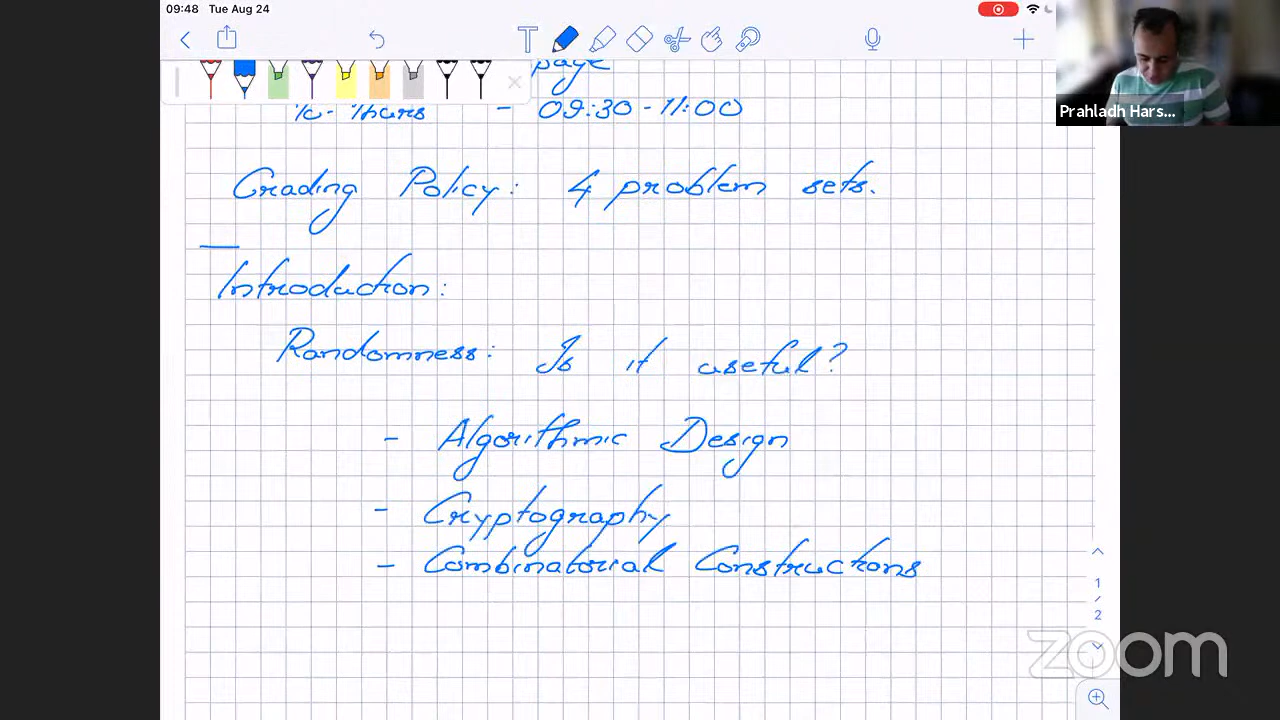 09:48 Tue Aug 24
page
Tu-Thurs - 09:30-11:00
Grading Policy: 4 problem sets.
Introduction:
Randomness: Is it useful?
- Algorithmic Design
- Cryptography
- Combinatorial Constructions
Prahladh Hars...
1
/
2
zoom